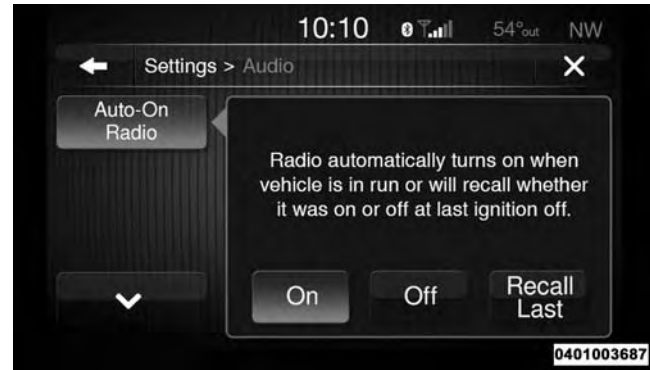 10:10 54°out NW
Settings > Audio
Auto-On
Radio
Radio automatically turns on when
vehicle is in run or will recall whether
it was on or off at last ignition off.
On Off Recall
Last
0401003687